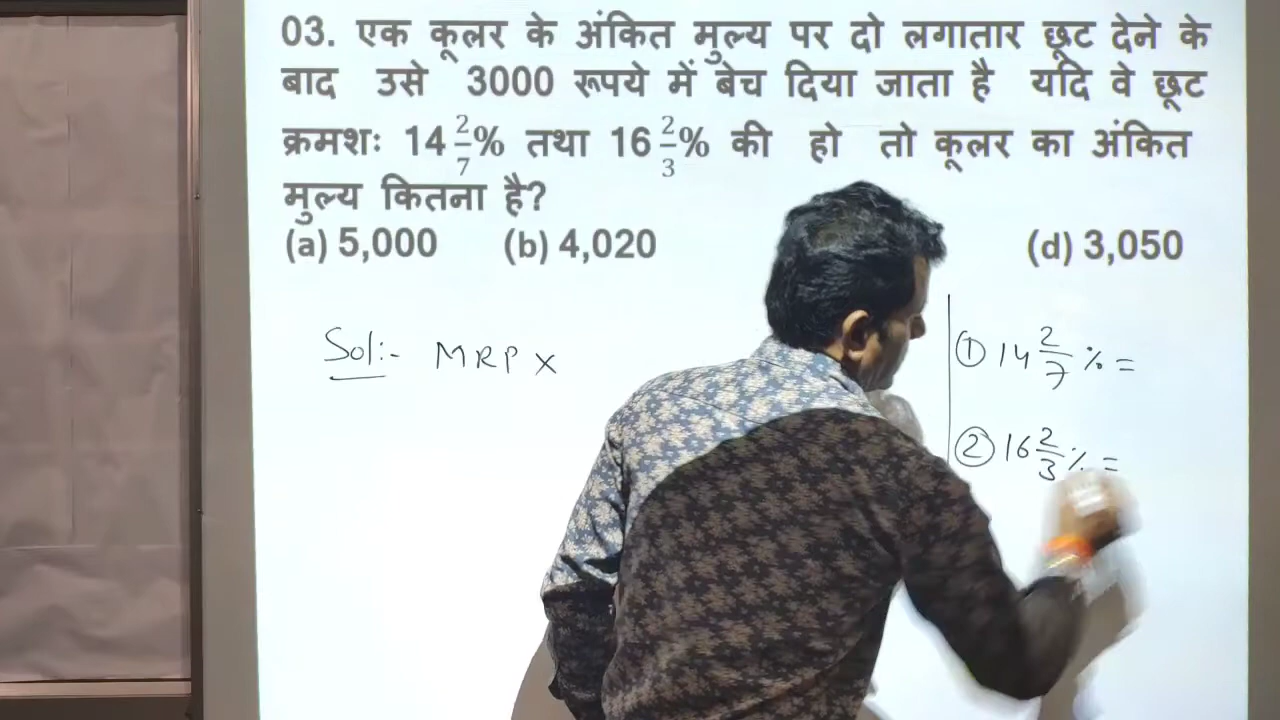 03. एक कूलर के अंकित मुल्य पर दो लगातार छूट देने के
बाद उसे 3000 रूपये में बेच दिया जाता है यदि वे छूट
क्रमशः 14 2/7% तथा 16 2/3% की हो तो कूलर का अंकित
मुल्य कितना है?
(a) 5,000 (b) 4,020 (d) 3,050
Sol:- MRP x
① 14 2/7 % =
② 16 2/3 % =